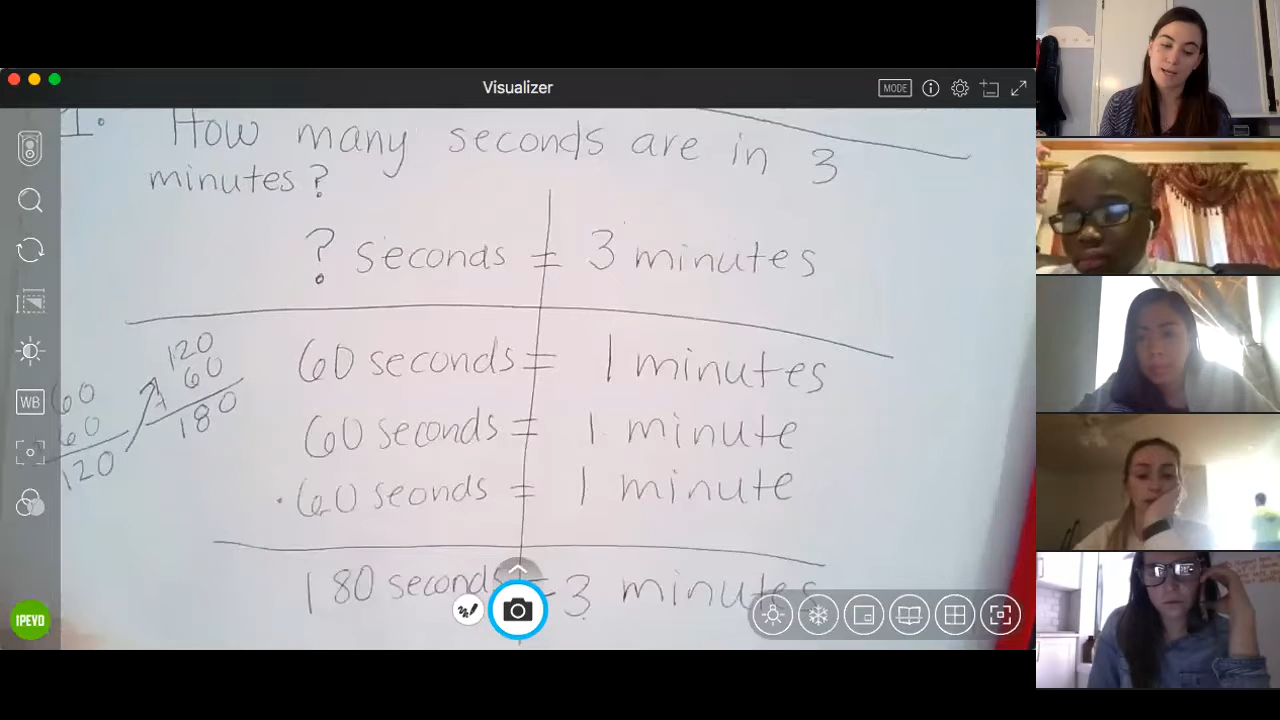 Visualizer
MODE
1. How many seconds are in 3
minutes?
? seconds = 3 minutes
60 seconds = 1 minutes
60 seconds = 1 minute
60 seonds = 1 minute
180 seconds = 3 minutes
60
60
120
120
60
180
WB
IPEVO